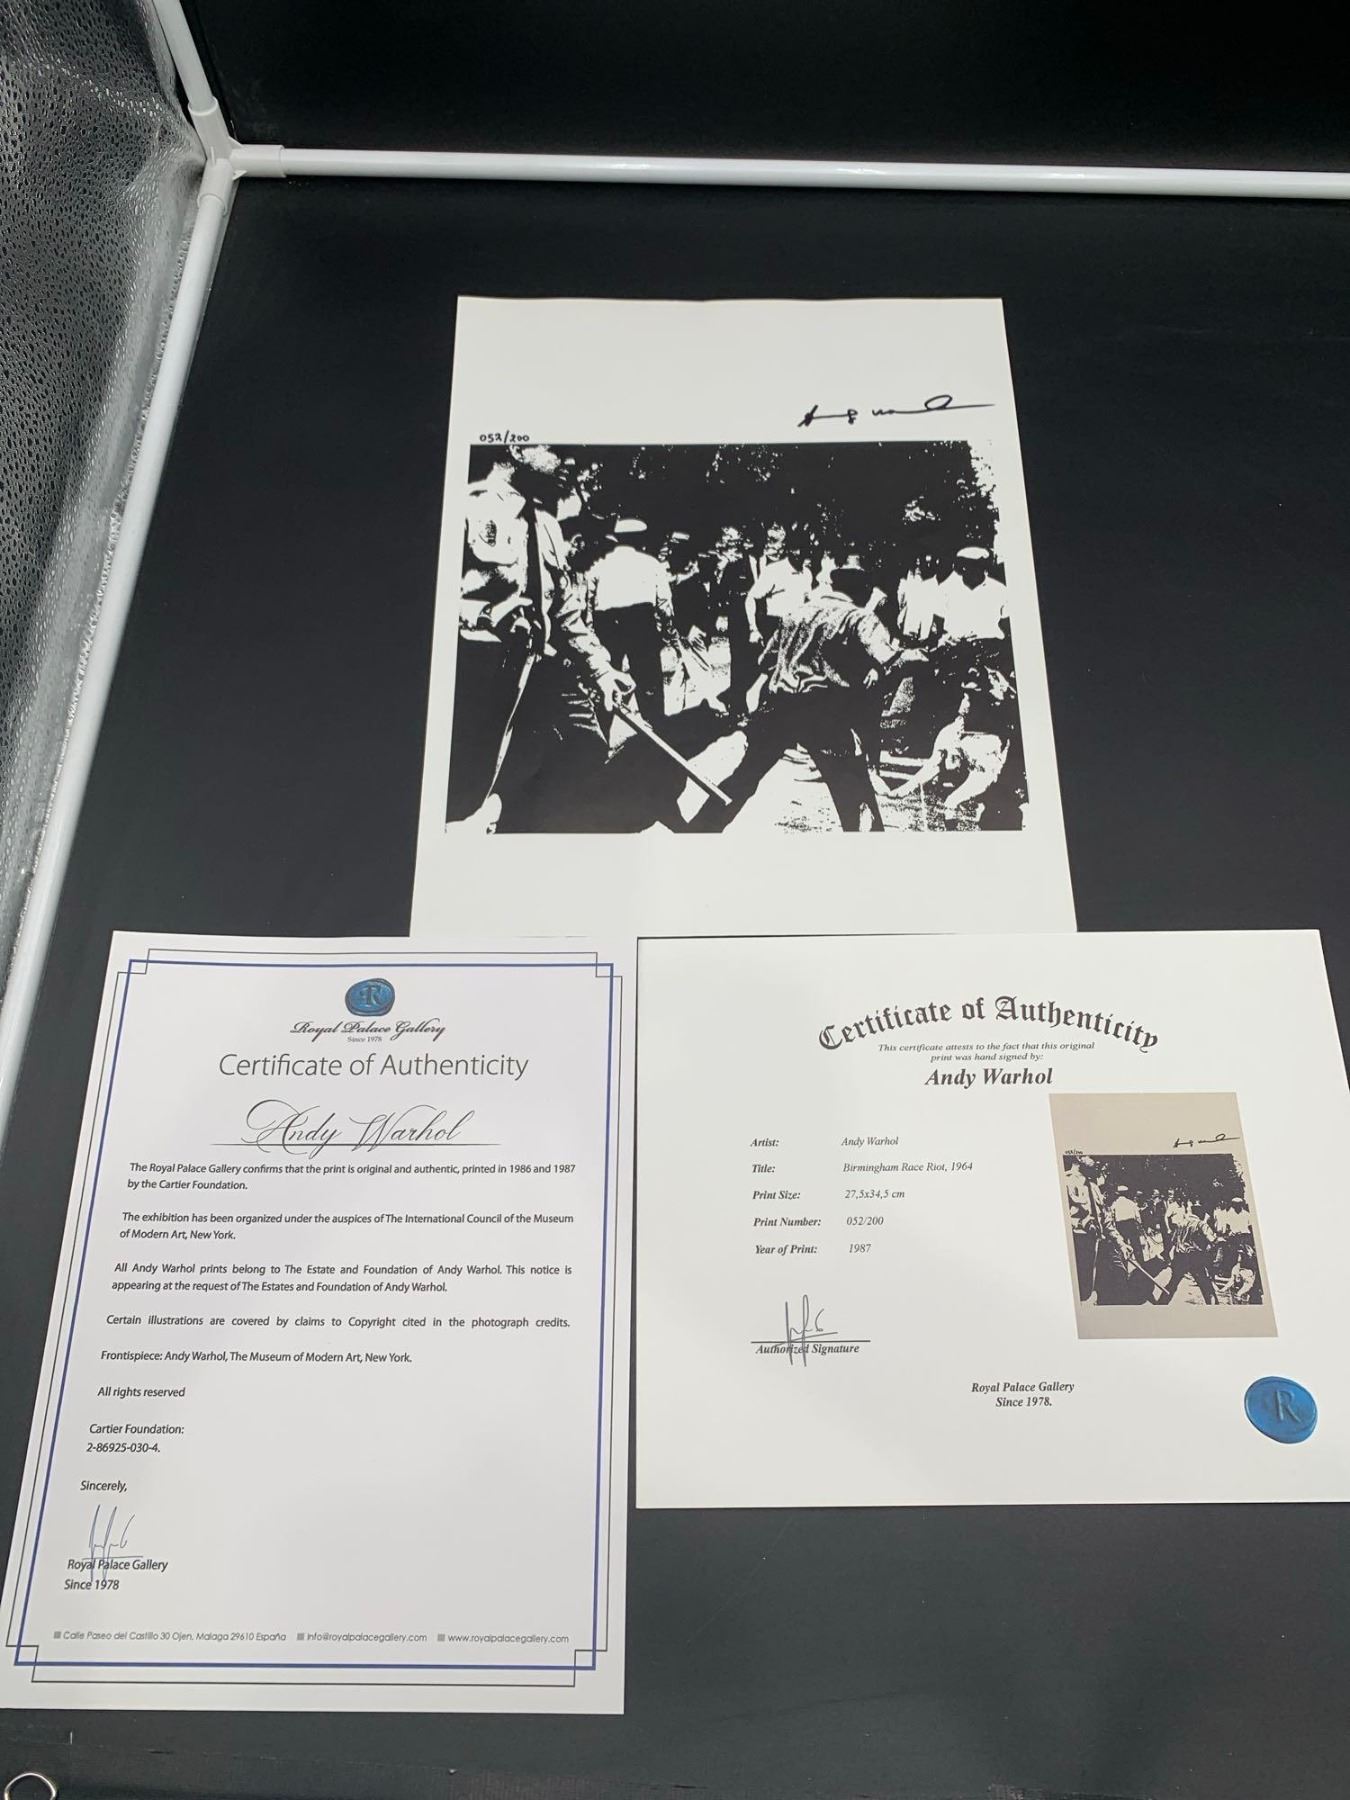 Andy Warhol
052/200
R
Royal Palace Gallery
Since 1978
Certificate of Authenticity
Andy Warhol
The Royal Palace Gallery confirms that the print is original and authentic, printed in 1986 and 1987
by the Cartier Foundation.
The exhibition has been organized under the auspices of The International Council of the Museum
of Modern Art, New York.
All Andy Warhol prints belong to The Estate and Foundation of Andy Warhol. This notice is
appearing at the request of The Estates and Foundation of Andy Warhol.
Certain illustrations are covered by claims to Copyright cited in the photograph credits.
Frontispiece: Andy Warhol, The Museum of Modern Art, New York.
All rights reserved
Cartier Foundation:
2-86925-030-4.
Sincerely,
Royal Palace Gallery
Since 1978
Calle Paseo del Castillo 30 Ojen, Malaga 29610 España info@royalpalacegallery.com www.royalpalacegallery.com
Certificate of Authenticity
This certificate attests to the fact that this original
print was hand signed by:
Andy Warhol
Artist: Andy Warhol
Title: Birmingham Race Riot, 1964
Print Size: 27,5x34,5 cm
Print Number: 052/200
Year of Print: 1987
Authorized Signature
Andy Warhol
052/200
Royal Palace Gallery
Since 1978.
R